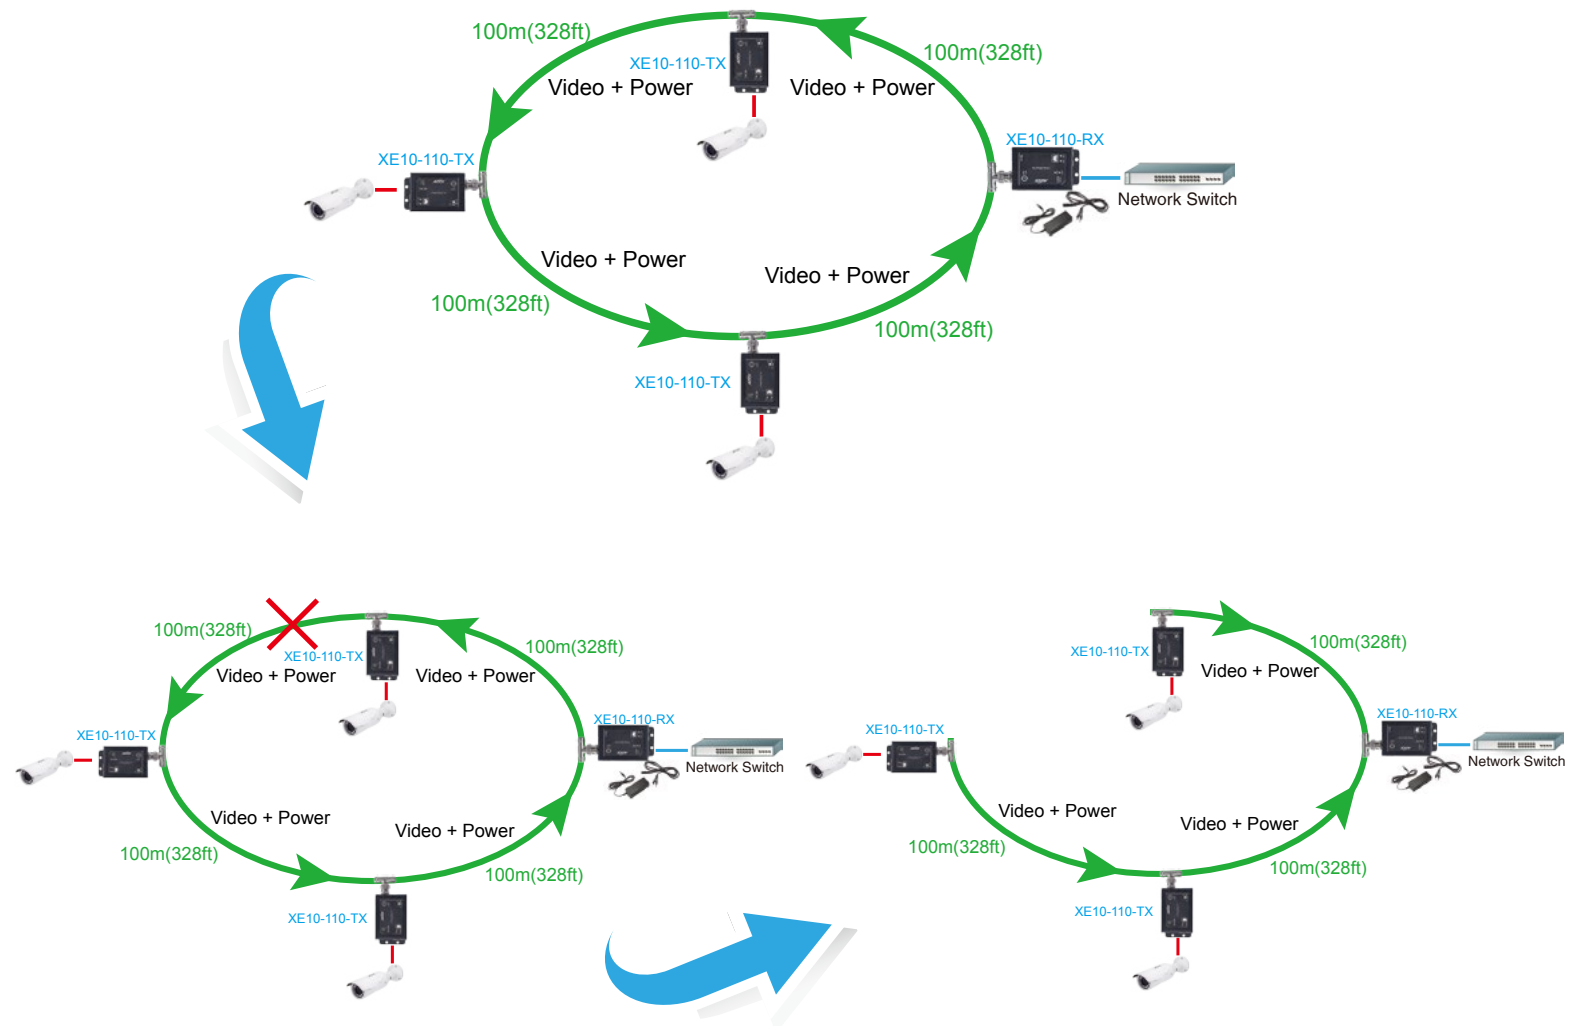 100m(328ft)
100m(328ft)
XE10-110-TX
Video + Power
Video + Power
XE10-110-TX
XE10-110-RX
Network Switch
Video + Power
Video + Power
100m(328ft)
100m(328ft)
XE10-110-TX
100m(328ft)
100m(328ft)
XE10-110-TX
Video + Power
Video + Power
XE10-110-TX
XE10-110-RX
Network Switch
Video + Power
Video + Power
100m(328ft)
100m(328ft)
XE10-110-TX
100m(328ft)
XE10-110-TX
Video + Power
XE10-110-TX
XE10-110-RX
Network Switch
Video + Power
Video + Power
100m(328ft)
100m(328ft)
XE10-110-TX